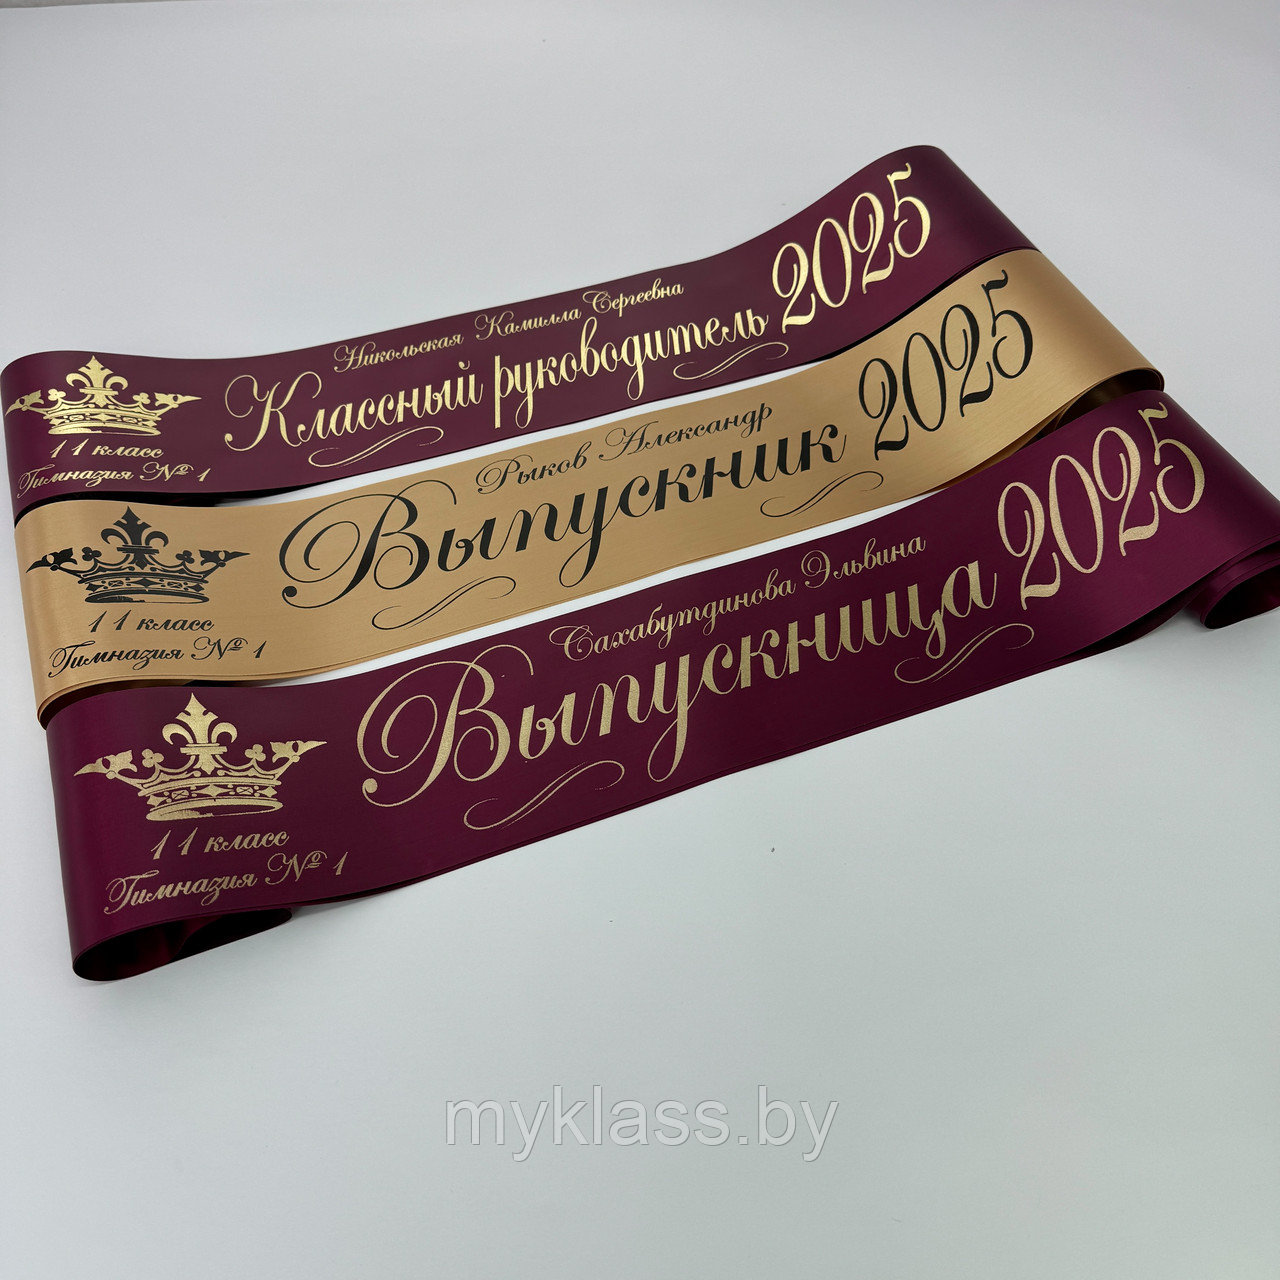 Никольская Камилла Сергеевна
Классный руководитель 2025
11 класс
Гимназия № 1
Рыков Александр
Выпускник 2025
11 класс
Гимназия № 1
Сахабутдинова Эльвина
Выпускница 2025
11 класс
Гимназия № 1
myklass.by